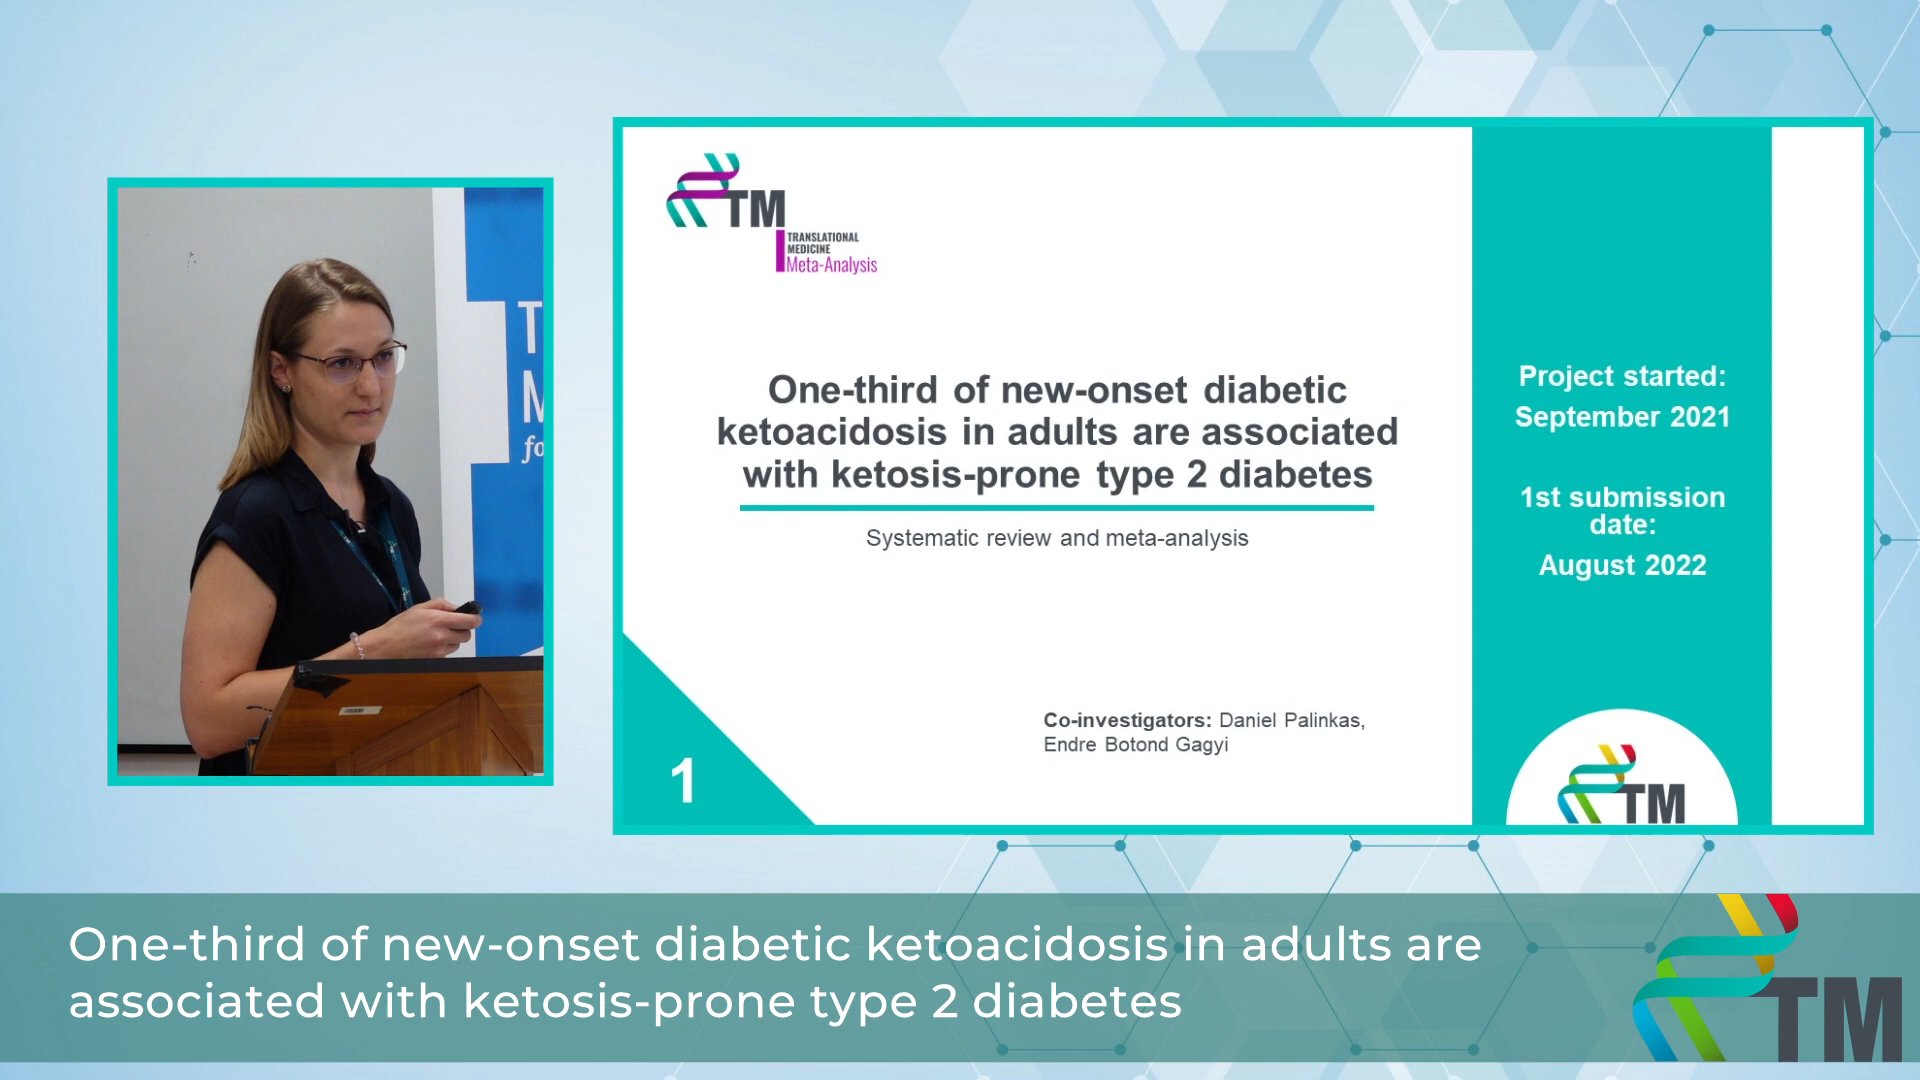 T
M
fo
TM
TRANSLATIONAL
MEDICINE
Meta-Analysis
One-third of new-onset diabetic
ketoacidosis in adults are associated
with ketosis-prone type 2 diabetes
Systematic review and meta-analysis
Co-investigators: Daniel Palinkas,
Endre Botond Gagyi
1
Project started:
September 2021
1st submission
date:
August 2022
TM
One-third of new-onset diabetic ketoacidosis in adults are
associated with ketosis-prone type 2 diabetes
TM